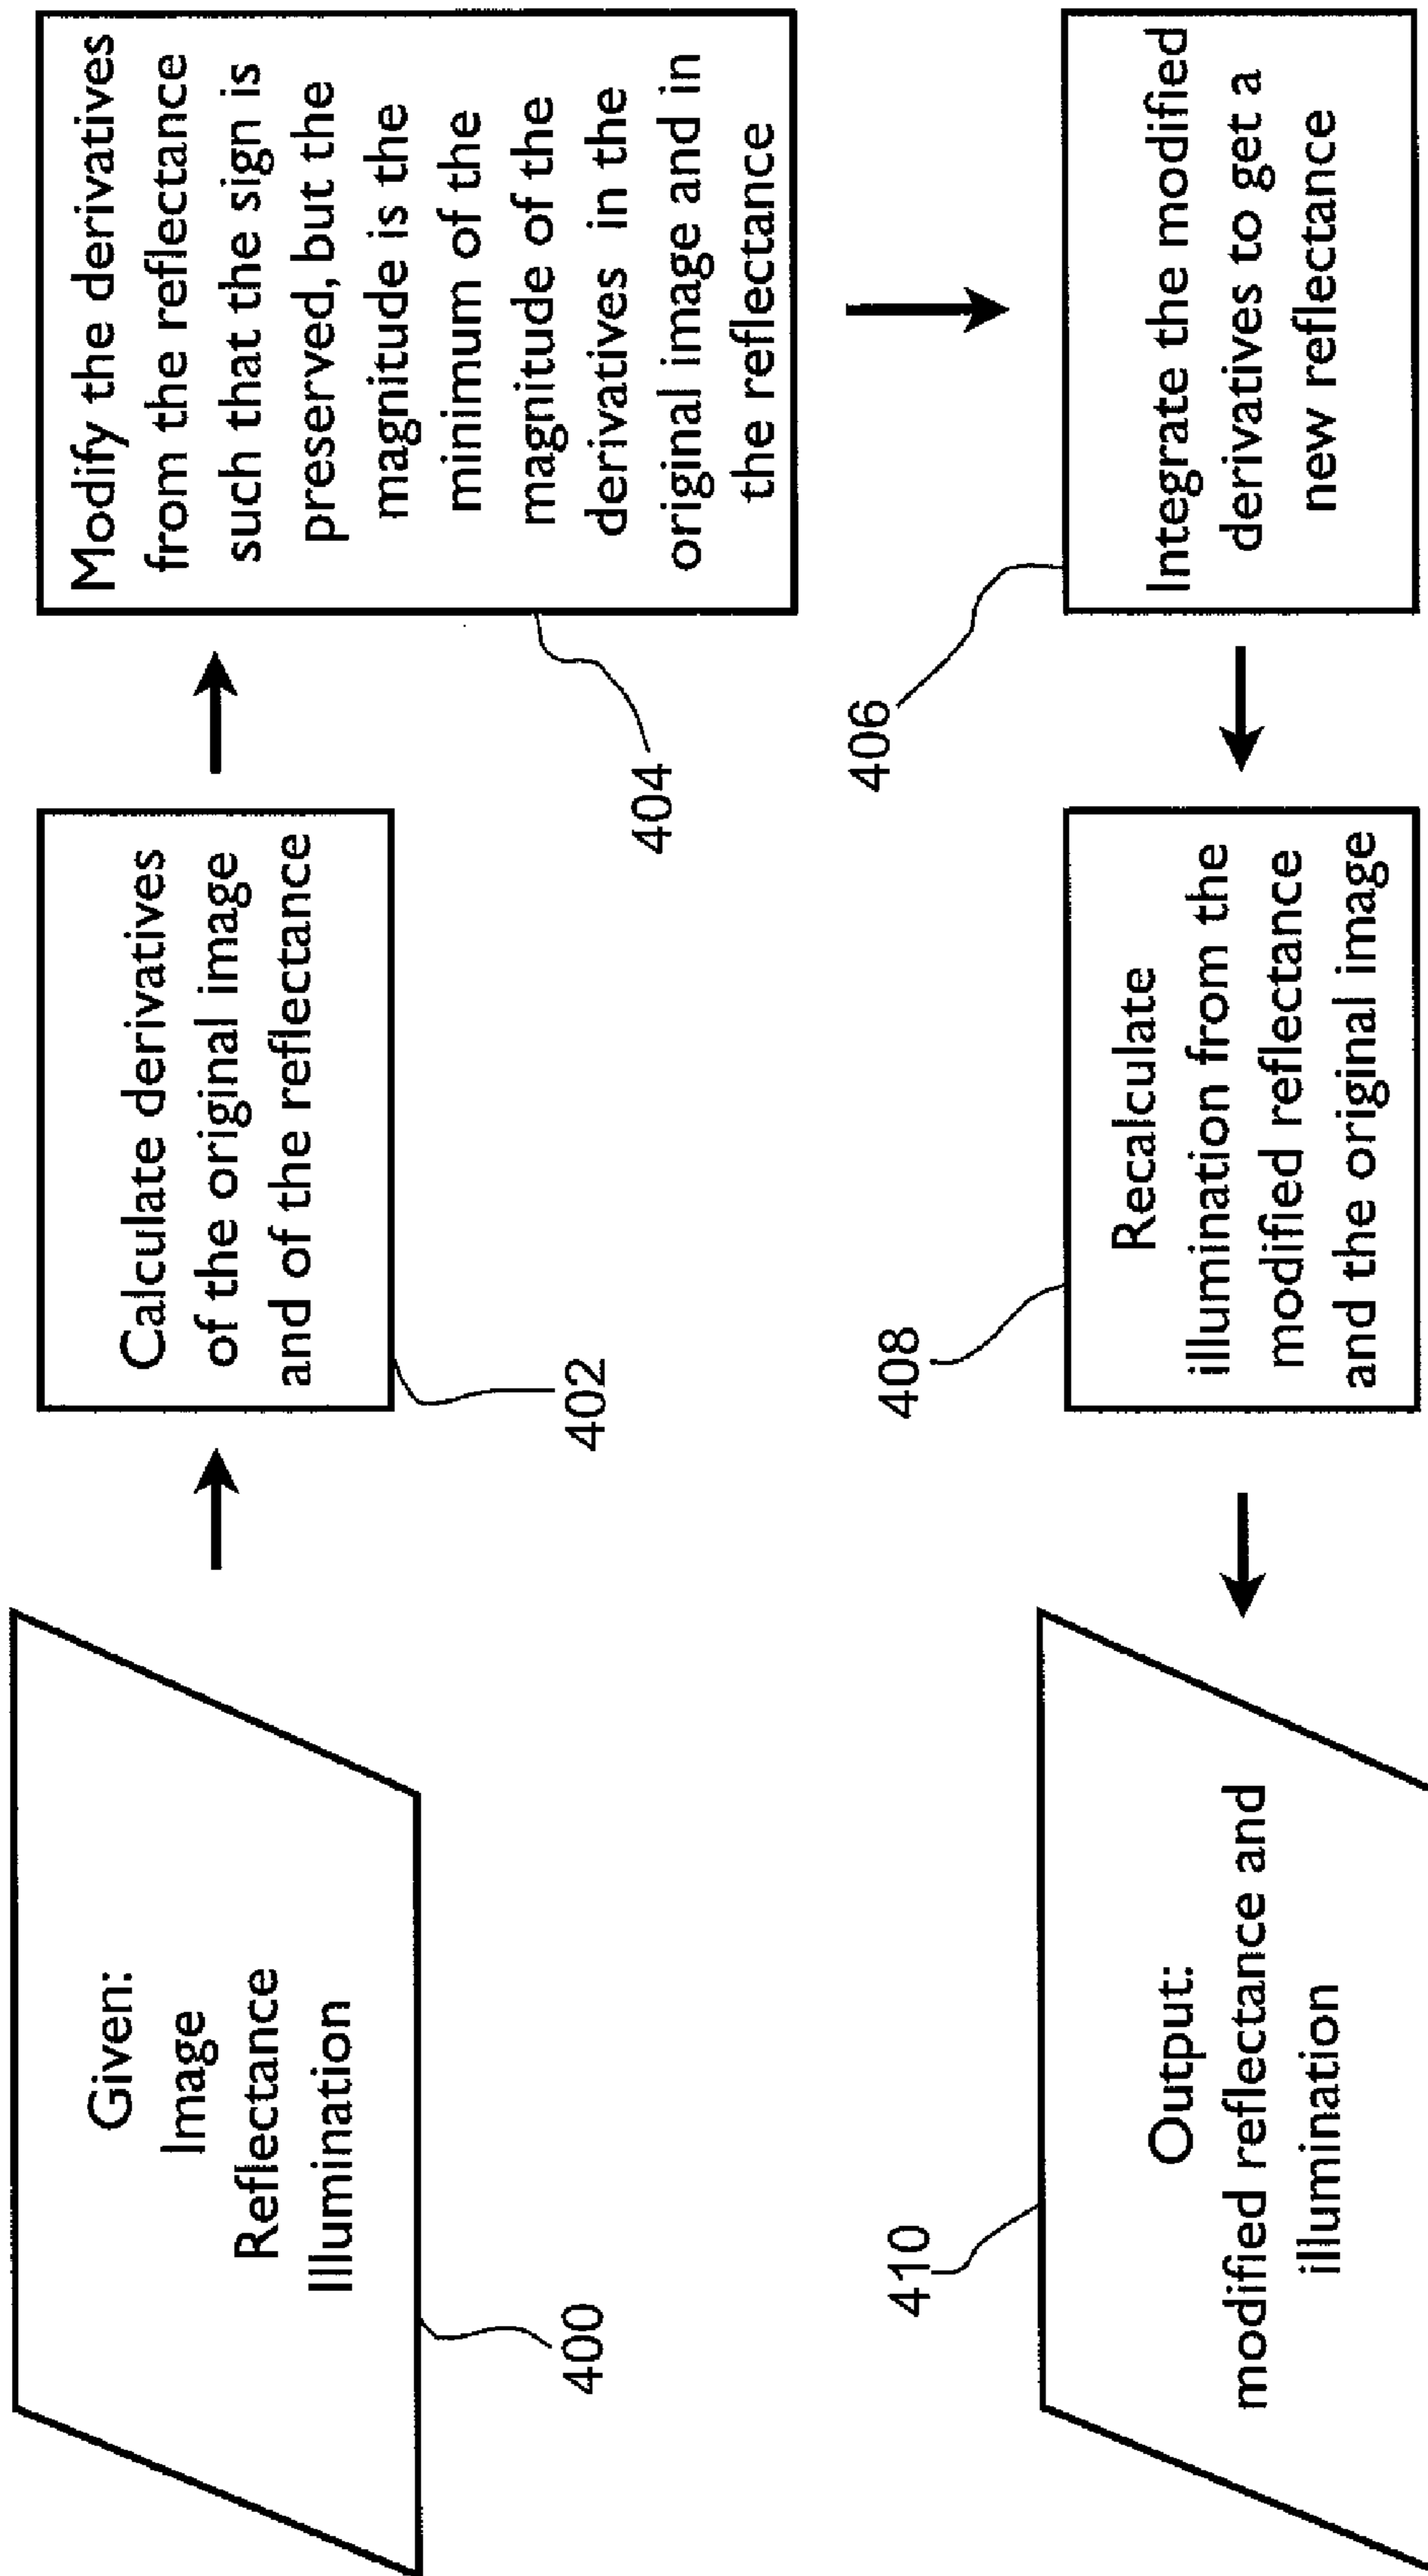 Given:
Image
Reflectance
Illumination
400
Calculate derivatives
of the original image
and of the reflectance
402
Modify the derivatives
from the reflectance
such that the sign is
preserved, but the
magnitude is the
minimum of the
magnitude of the
derivatives in the
original image and in
the reflectance
404
Integrate the modified
derivatives to get a
new reflectance
406
Recalculate
illumination from the
modified reflectance
and the original image
408
Output:
modified reflectance and
illumination
410